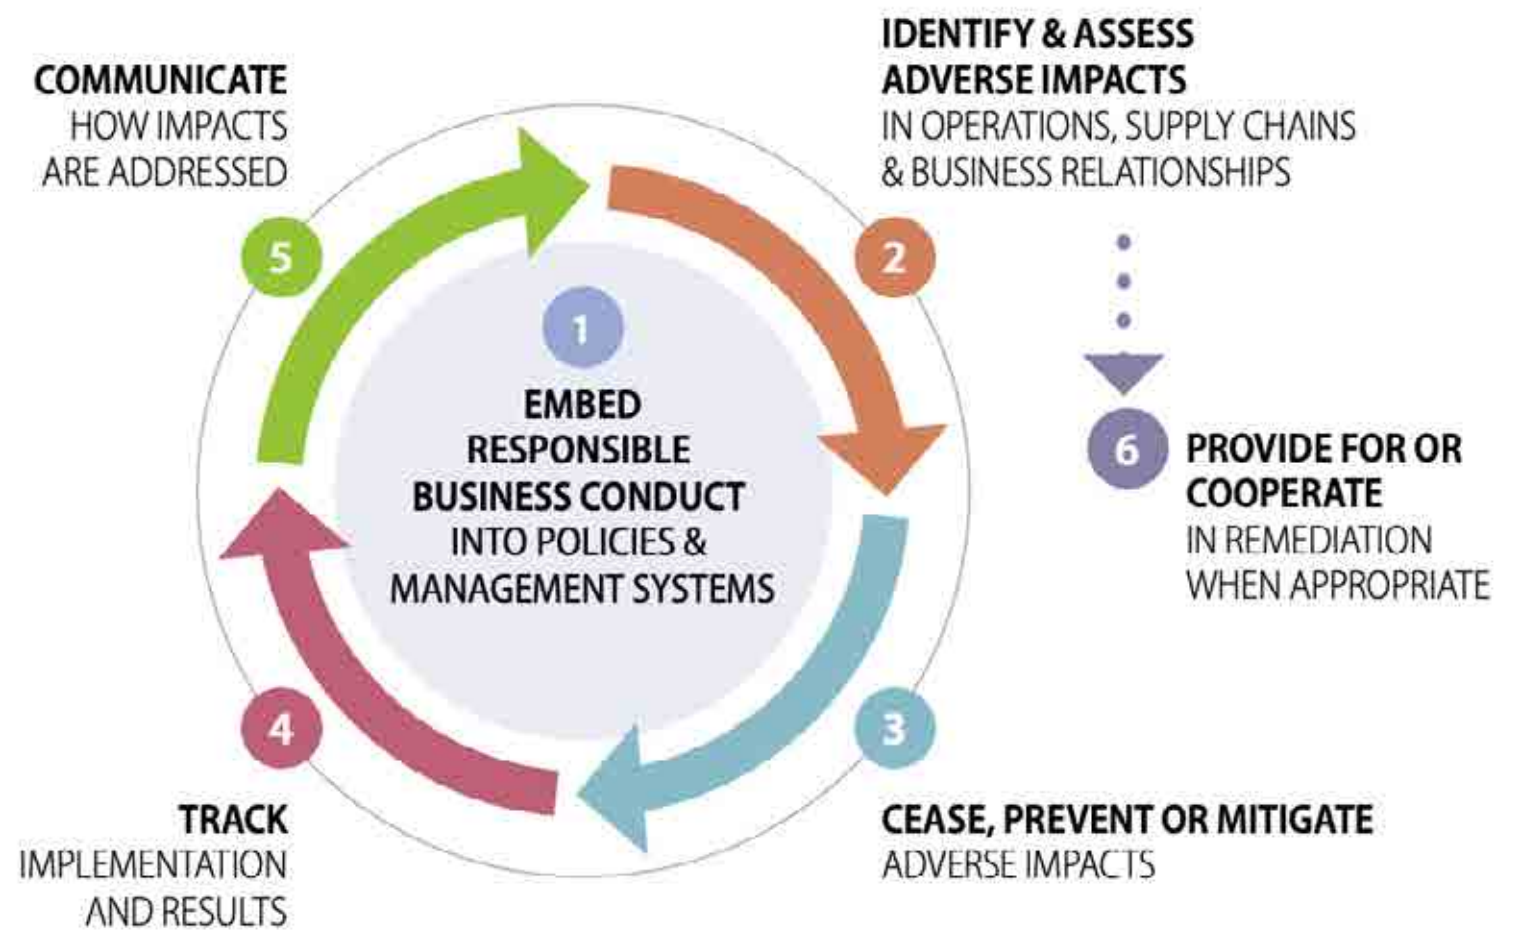 1
EMBED
RESPONSIBLE
BUSINESS CONDUCT
INTO POLICIES &
MANAGEMENT SYSTEMS
2
IDENTIFY & ASSESS
ADVERSE IMPACTS
IN OPERATIONS, SUPPLY CHAINS
& BUSINESS RELATIONSHIPS
3
CEASE, PREVENT OR MITIGATE
ADVERSE IMPACTS
4
TRACK
IMPLEMENTATION
AND RESULTS
5
COMMUNICATE
HOW IMPACTS
ARE ADDRESSED
6
PROVIDE FOR OR
COOPERATE
IN REMEDIATION
WHEN APPROPRIATE